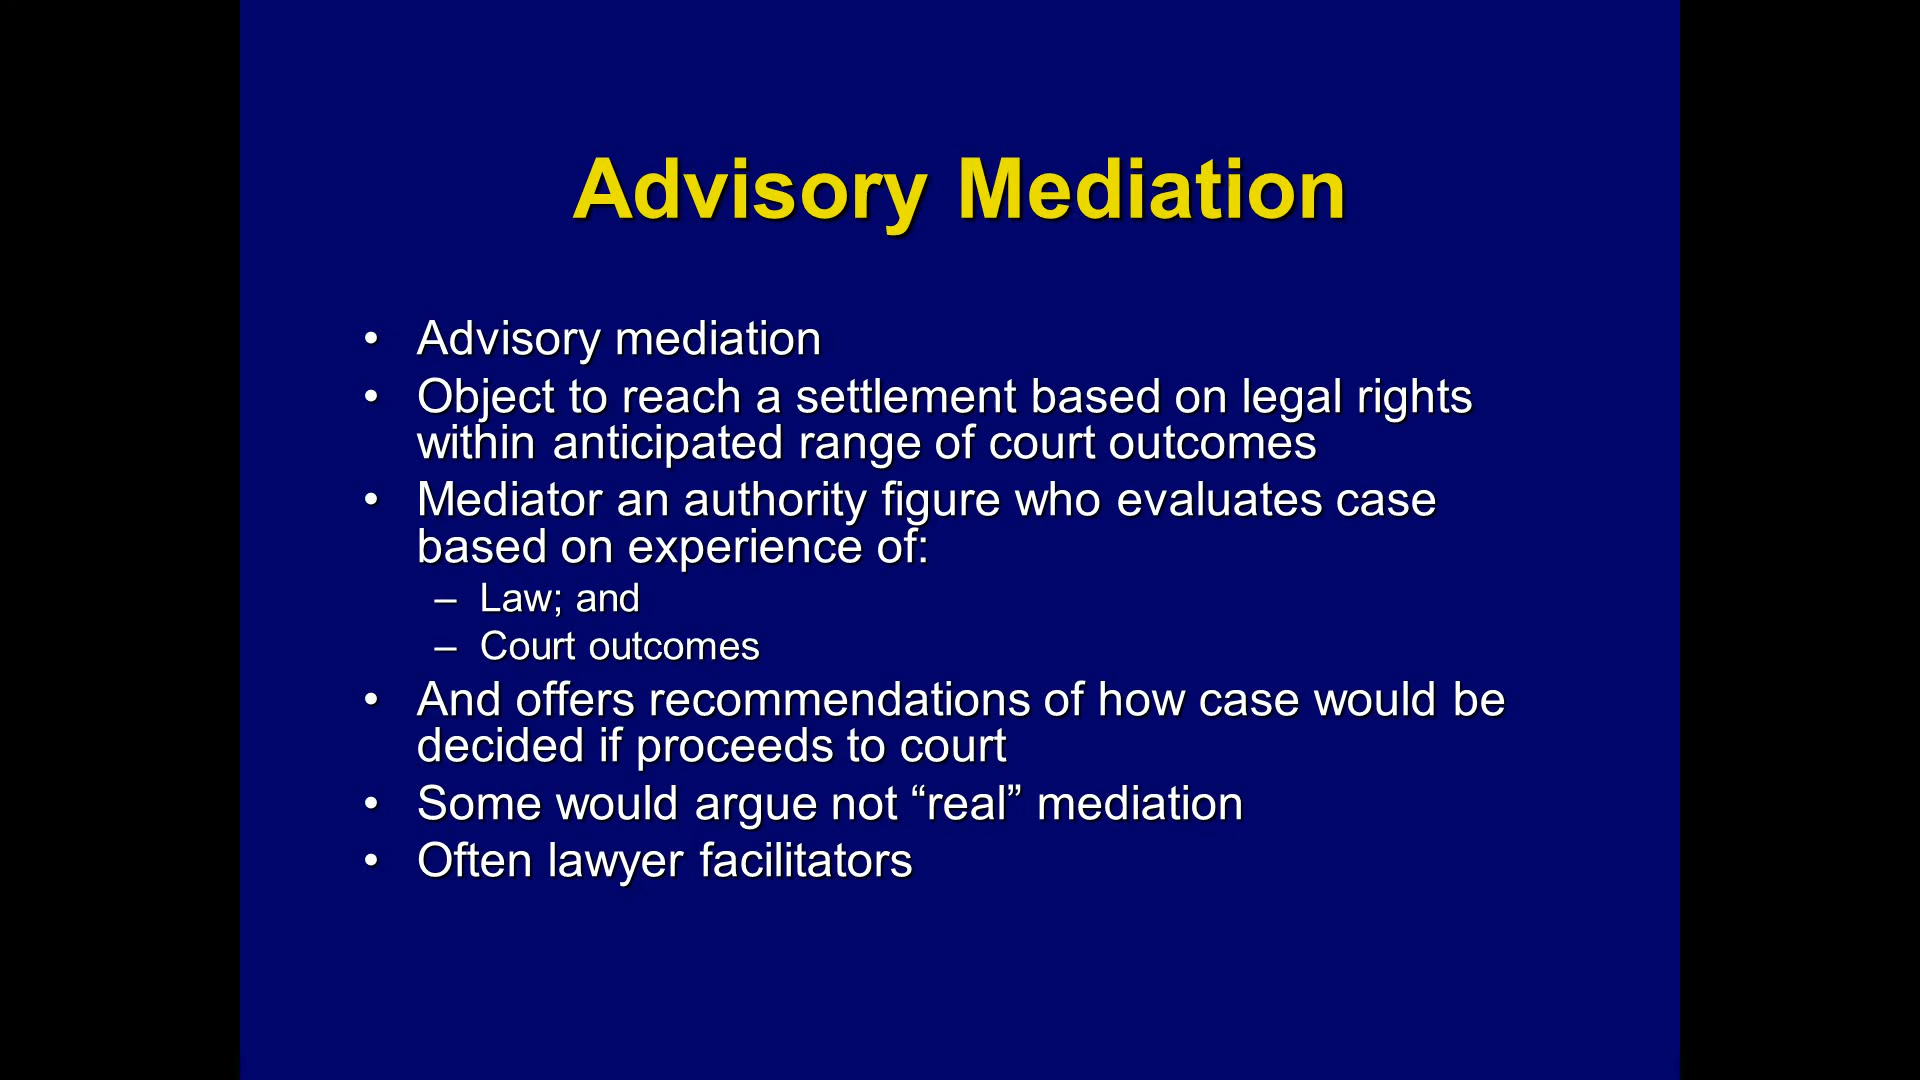 Advisory Mediation
• Advisory mediation
• Object to reach a settlement based on legal rights
within anticipated range of court outcomes
• Mediator an authority figure who evaluates case
based on experience of:
– Law; and
– Court outcomes
• And offers recommendations of how case would be
decided if proceeds to court
• Some would argue not “real” mediation
• Often lawyer facilitators